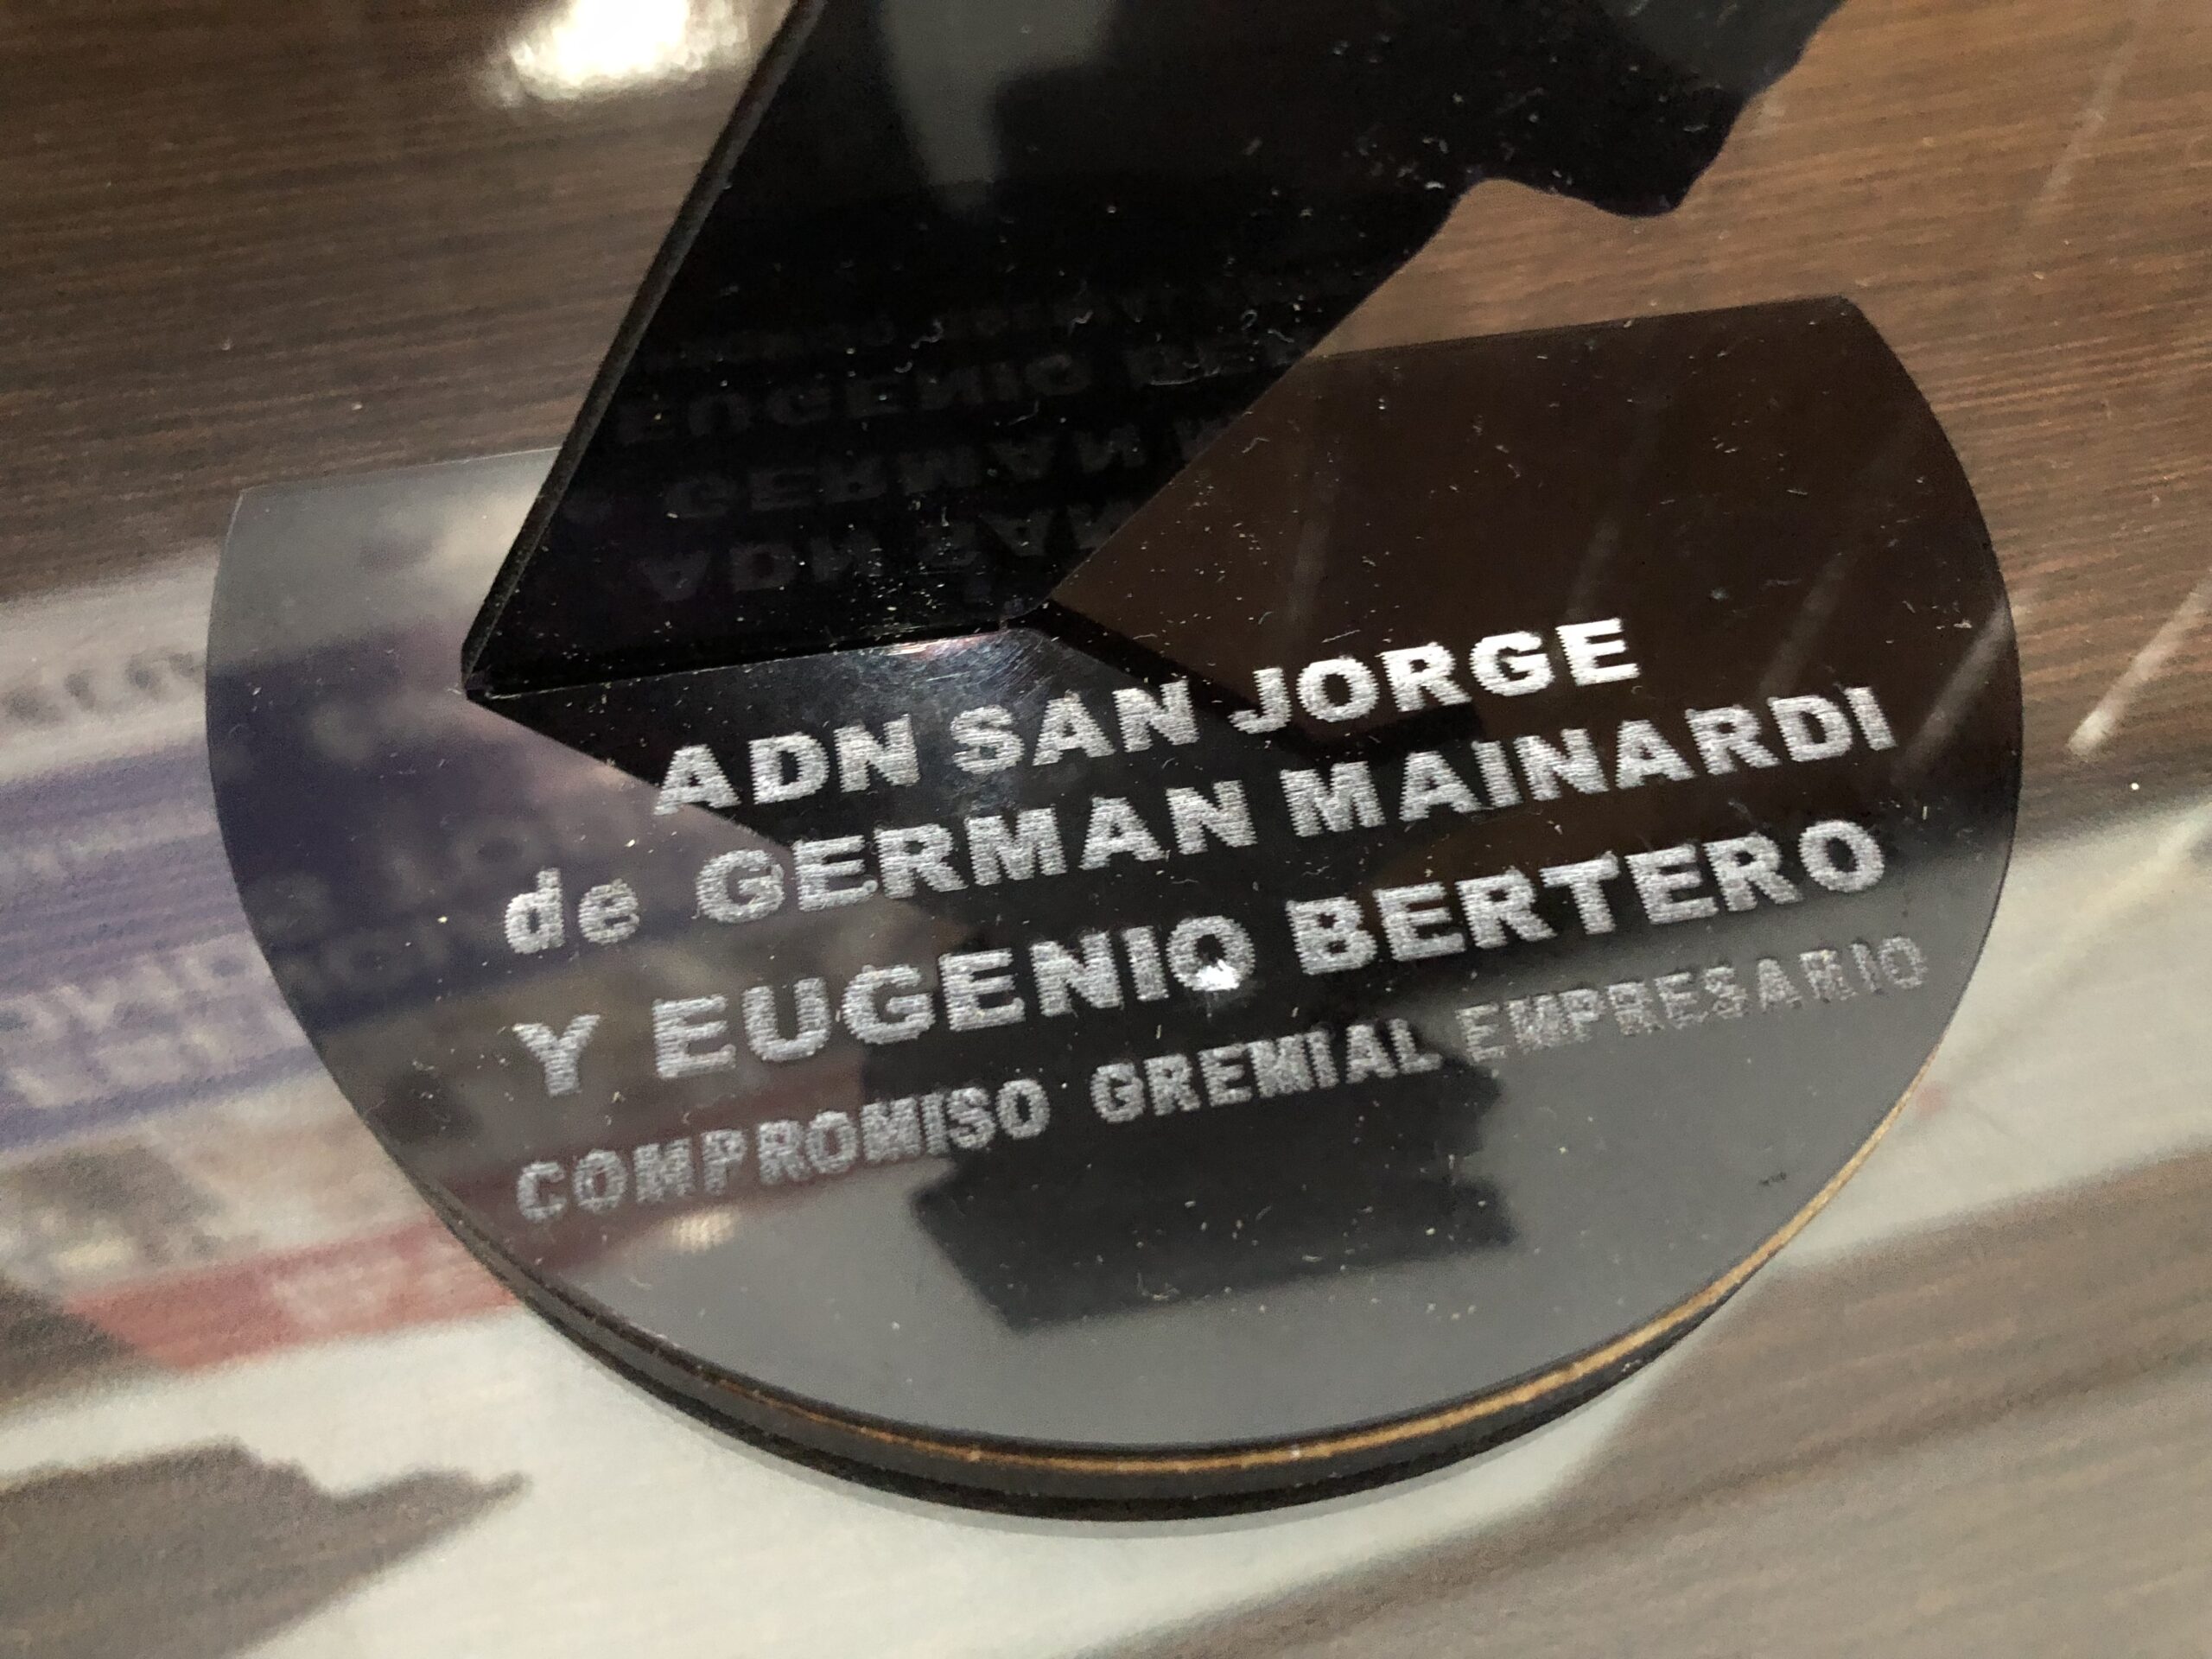 ADN SAN JORGE
de GERMAN MAINARDI
Y EUGENIO BERTERO
COMPROMISO GREMIAL EMPRESARIO